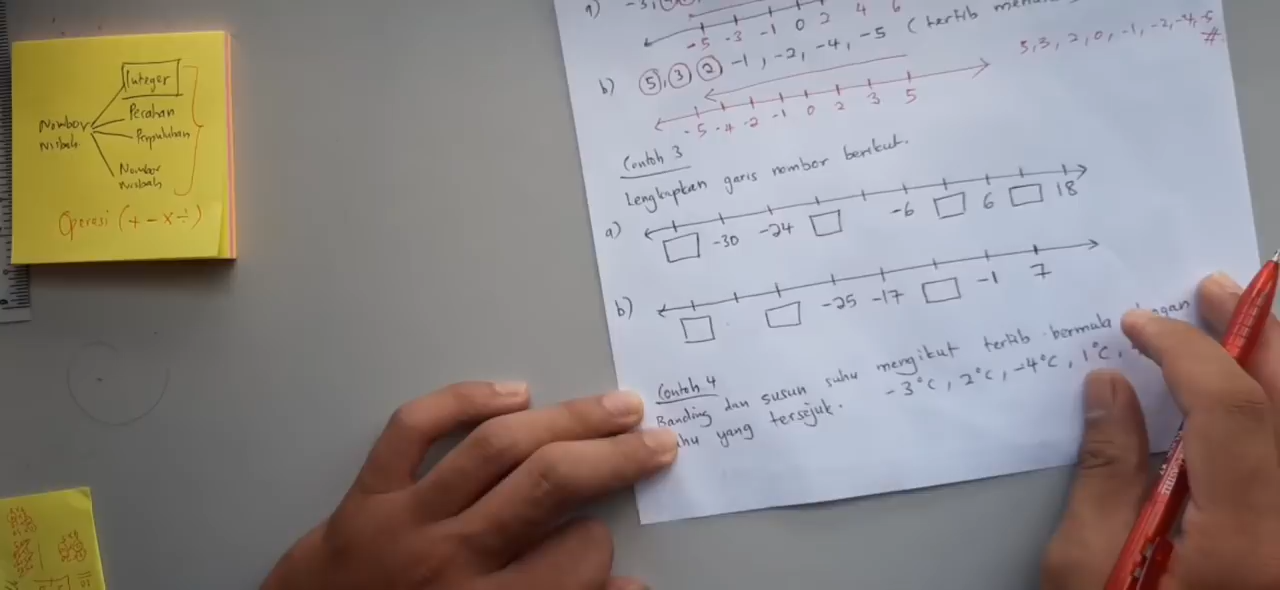 Integer
Pecahan
Perpuluhan
Nombor
nisbah
Nombor
nisbah
Operasi (+ - x ÷)
a) -3,
-5 -3 -1 0 2 4 6
b) 5, 3 2 -1, -2, -4, -5 (tertib
5, 3, 2, 0, -1, -2, -4, -5 #
-5 -4 -2 -1 0 2 3 5
Contoh 3
Lengkapkan garis nombor berikut.
a) -30 -24 -6 6 18
b) -25 -17 -1 7
Contoh 4
Banding dan susun suhu mengikut tertib bermula
yang tersejuk. -3°C, 2°C, -4°C, 1°C,